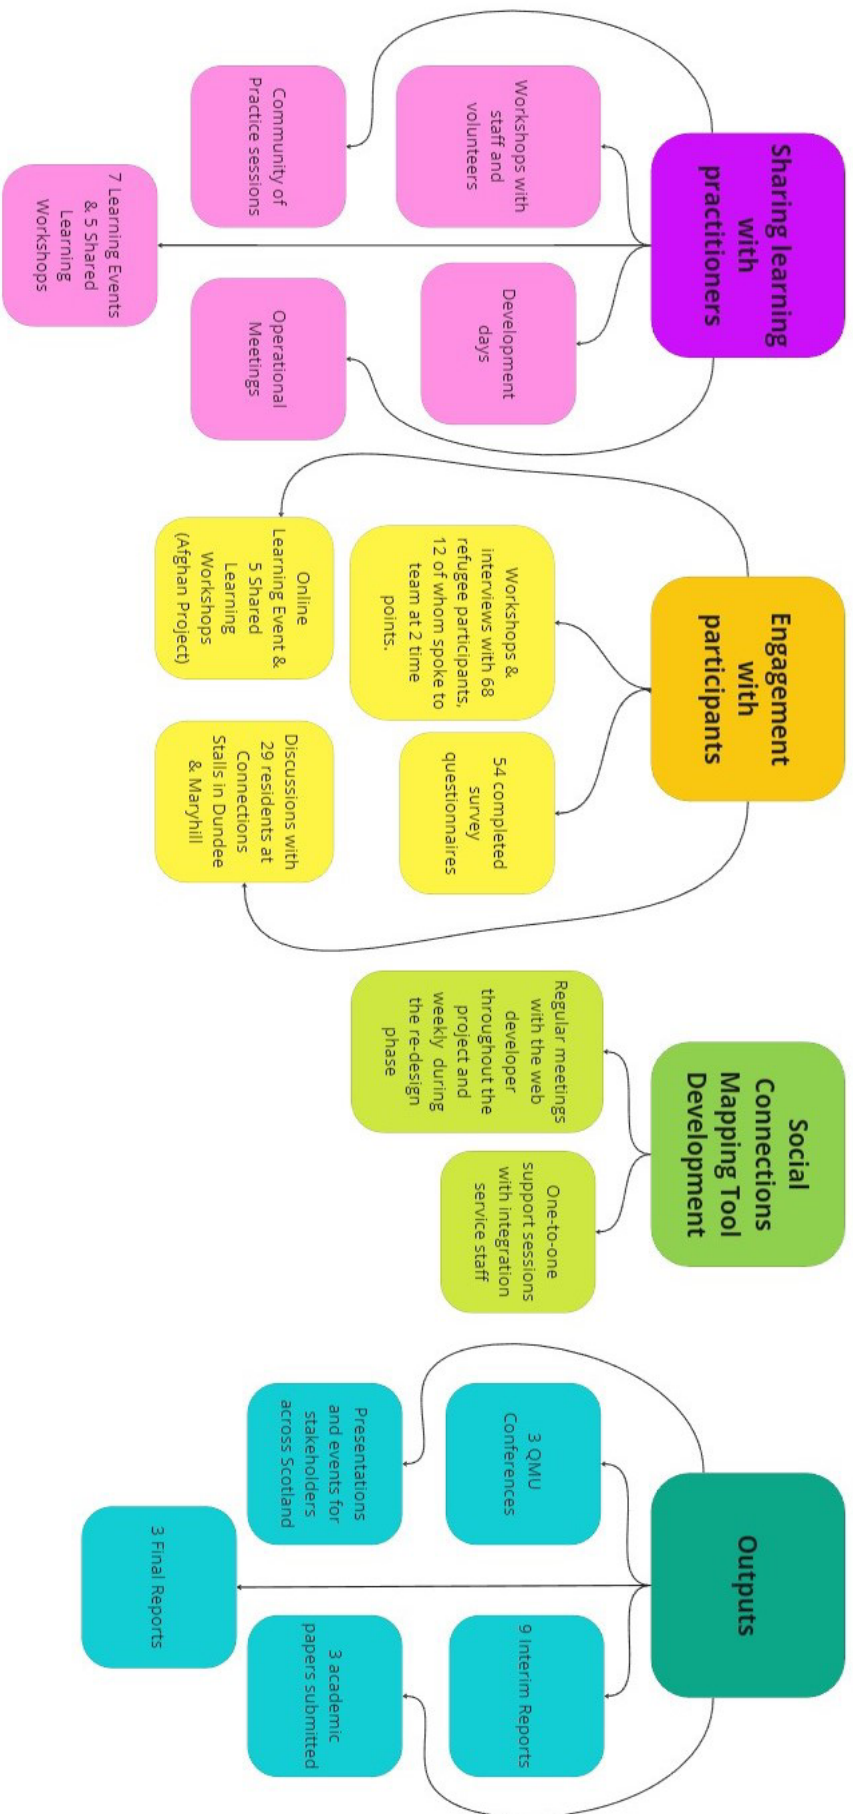 Sharing learning
with
practitioners
Workshops with
staff and
volunteers
Development
days
Community of
Practice sessions
Operational
Meetings
7 Learning Events
& 5 Shared
Learning
Workshops
Engagement
with
participants
Workshops &
interviews with 68
refugee participants,
12 of whom spoke to
team at 2 time
points.
54 completed
survey
questionnaires
Online
Learning Event &
5 Shared
Learning
Workshops
(Afghan Project)
Discussions with
29 residents at
Connections
Stalls in Dundee
& Maryhill
Social
Connections
Mapping Tool
Development
Regular meetings
with the web
developer
throughout the
project and
weekly during
the re-design
phase
One-to-one
support sessions
with integration
service staff
Outputs
3 QMU
Conferences
9 Interim Reports
Presentations
and events for
stakeholders
across Scotland
3 academic
papers submitted
3 Final Reports